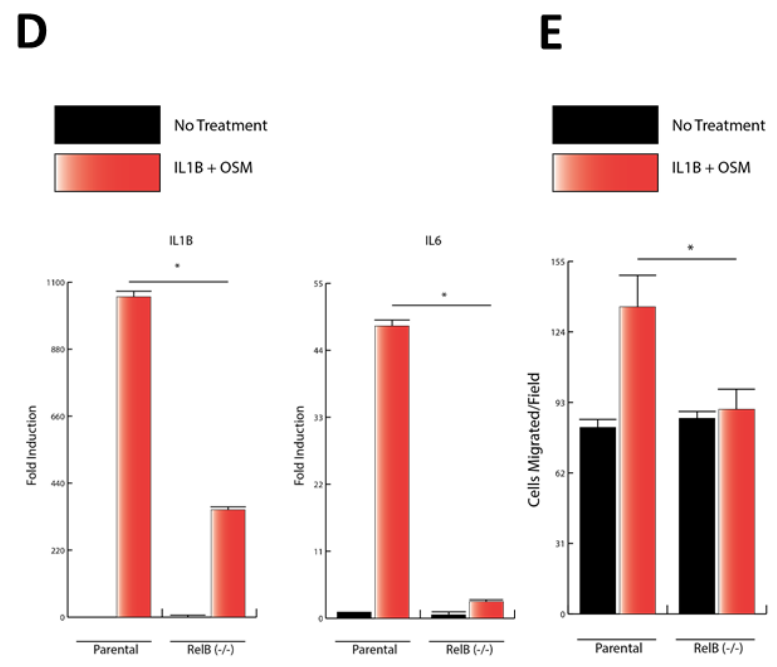 D
No Treatment
IL1B + OSM
IL1B
*
1100
880
660
440
220
0
Fold Induction
Parental
RelB (-/-)
IL6
*
55
44
33
22
11
0
Fold Induction
Parental
RelB (-/-)
E
No Treatment
IL1B + OSM
*
155
124
93
62
31
0
Cells Migrated/Field
Parental
RelB (-/-)